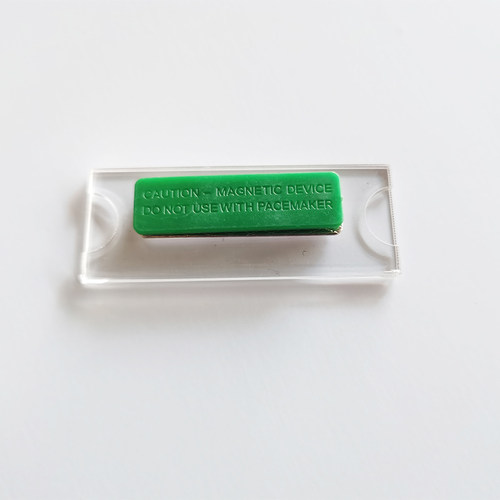 CAUTION – MAGNETIC DEVICE
DO NOT USE WITH PACEMAKER